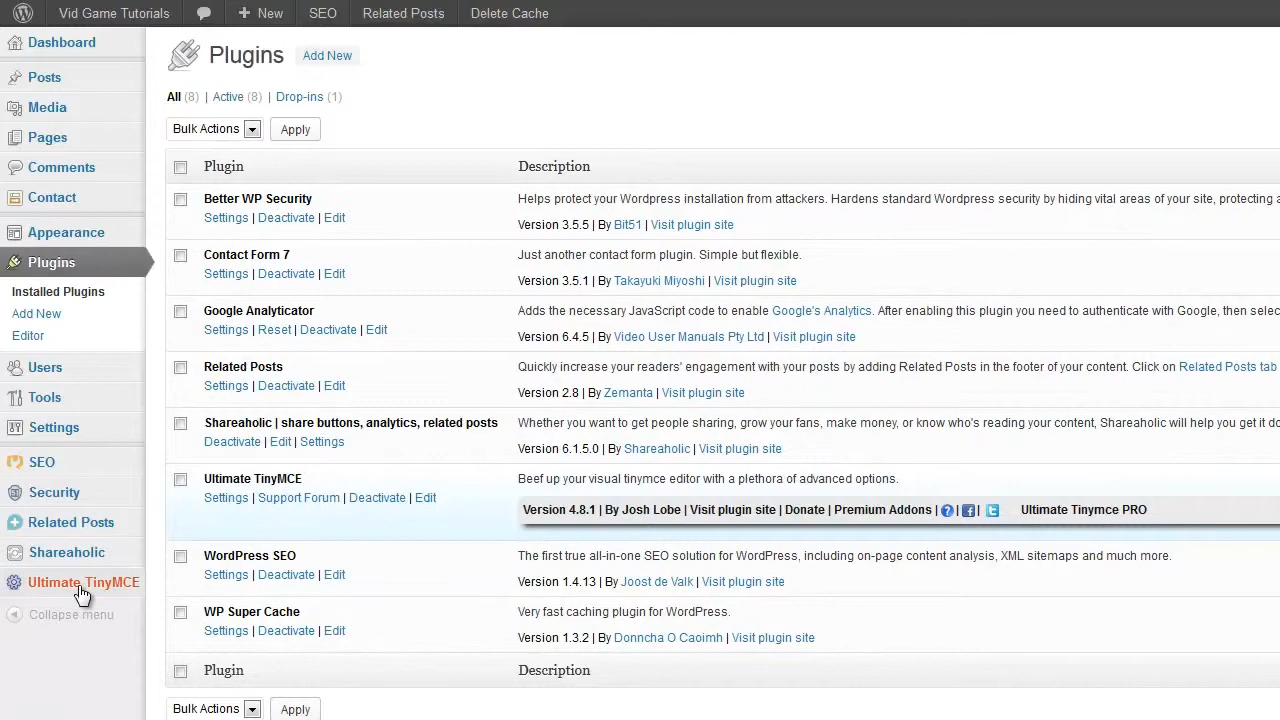 Vid Game Tutorials New SEO Related Posts Delete Cache
Dashboard
Posts
Media
Pages
Comments
Contact
Appearance
Plugins
Installed Plugins
Add New
Editor
Users
Tools
Settings
SEO
Security
Related Posts
Shareaholic
Ultimate TinyMCE
Collapse menu
Plugins Add New
All (8) | Active (8) | Drop-ins (1)
Bulk Actions Apply
Plugin Description
Better WP Security Helps protect your Wordpress installation from attackers. Hardens standard Wordpress security by hiding vital areas of your site, protecting a
Settings | Deactivate | Edit
Version 3.5.5 | By Bit51 | Visit plugin site
Contact Form 7 Just another contact form plugin. Simple but flexible.
Settings | Deactivate | Edit
Version 3.5.1 | By Takayuki Miyoshi | Visit plugin site
Google Analyticator Adds the necessary JavaScript code to enable Google's Analytics. After enabling this plugin you need to authenticate with Google, then selec
Settings | Reset | Deactivate | Edit
Version 6.4.5 | By Video User Manuals Pty Ltd | Visit plugin site
Related Posts Quickly increase your readers' engagement with your posts by adding Related Posts in the footer of your content. Click on Related Posts tab
Settings | Deactivate | Edit
Version 2.8 | By Zemanta | Visit plugin site
Shareaholic | share buttons, analytics, related posts Whether you want to get people sharing, grow your fans, make money, or know who's reading your content, Shareaholic will help you get it do
Deactivate | Edit | Settings
Version 6.1.5.0 | By Shareaholic | Visit plugin site
Ultimate TinyMCE Beef up your visual tinymce editor with a plethora of advanced options.
Settings | Support Forum | Deactivate | Edit
Version 4.8.1 | By Josh Lobe | Visit plugin site | Donate | Premium Addons | ? | f | t Ultimate Tinymce PRO
WordPress SEO The first true all-in-one SEO solution for WordPress, including on-page content analysis, XML sitemaps and much more.
Settings | Deactivate | Edit
Version 1.4.13 | By Joost de Valk | Visit plugin site
WP Super Cache Very fast caching plugin for WordPress.
Settings | Deactivate | Edit
Version 1.3.2 | By Donncha O Caoimh | Visit plugin site
Plugin Description
Bulk Actions Apply